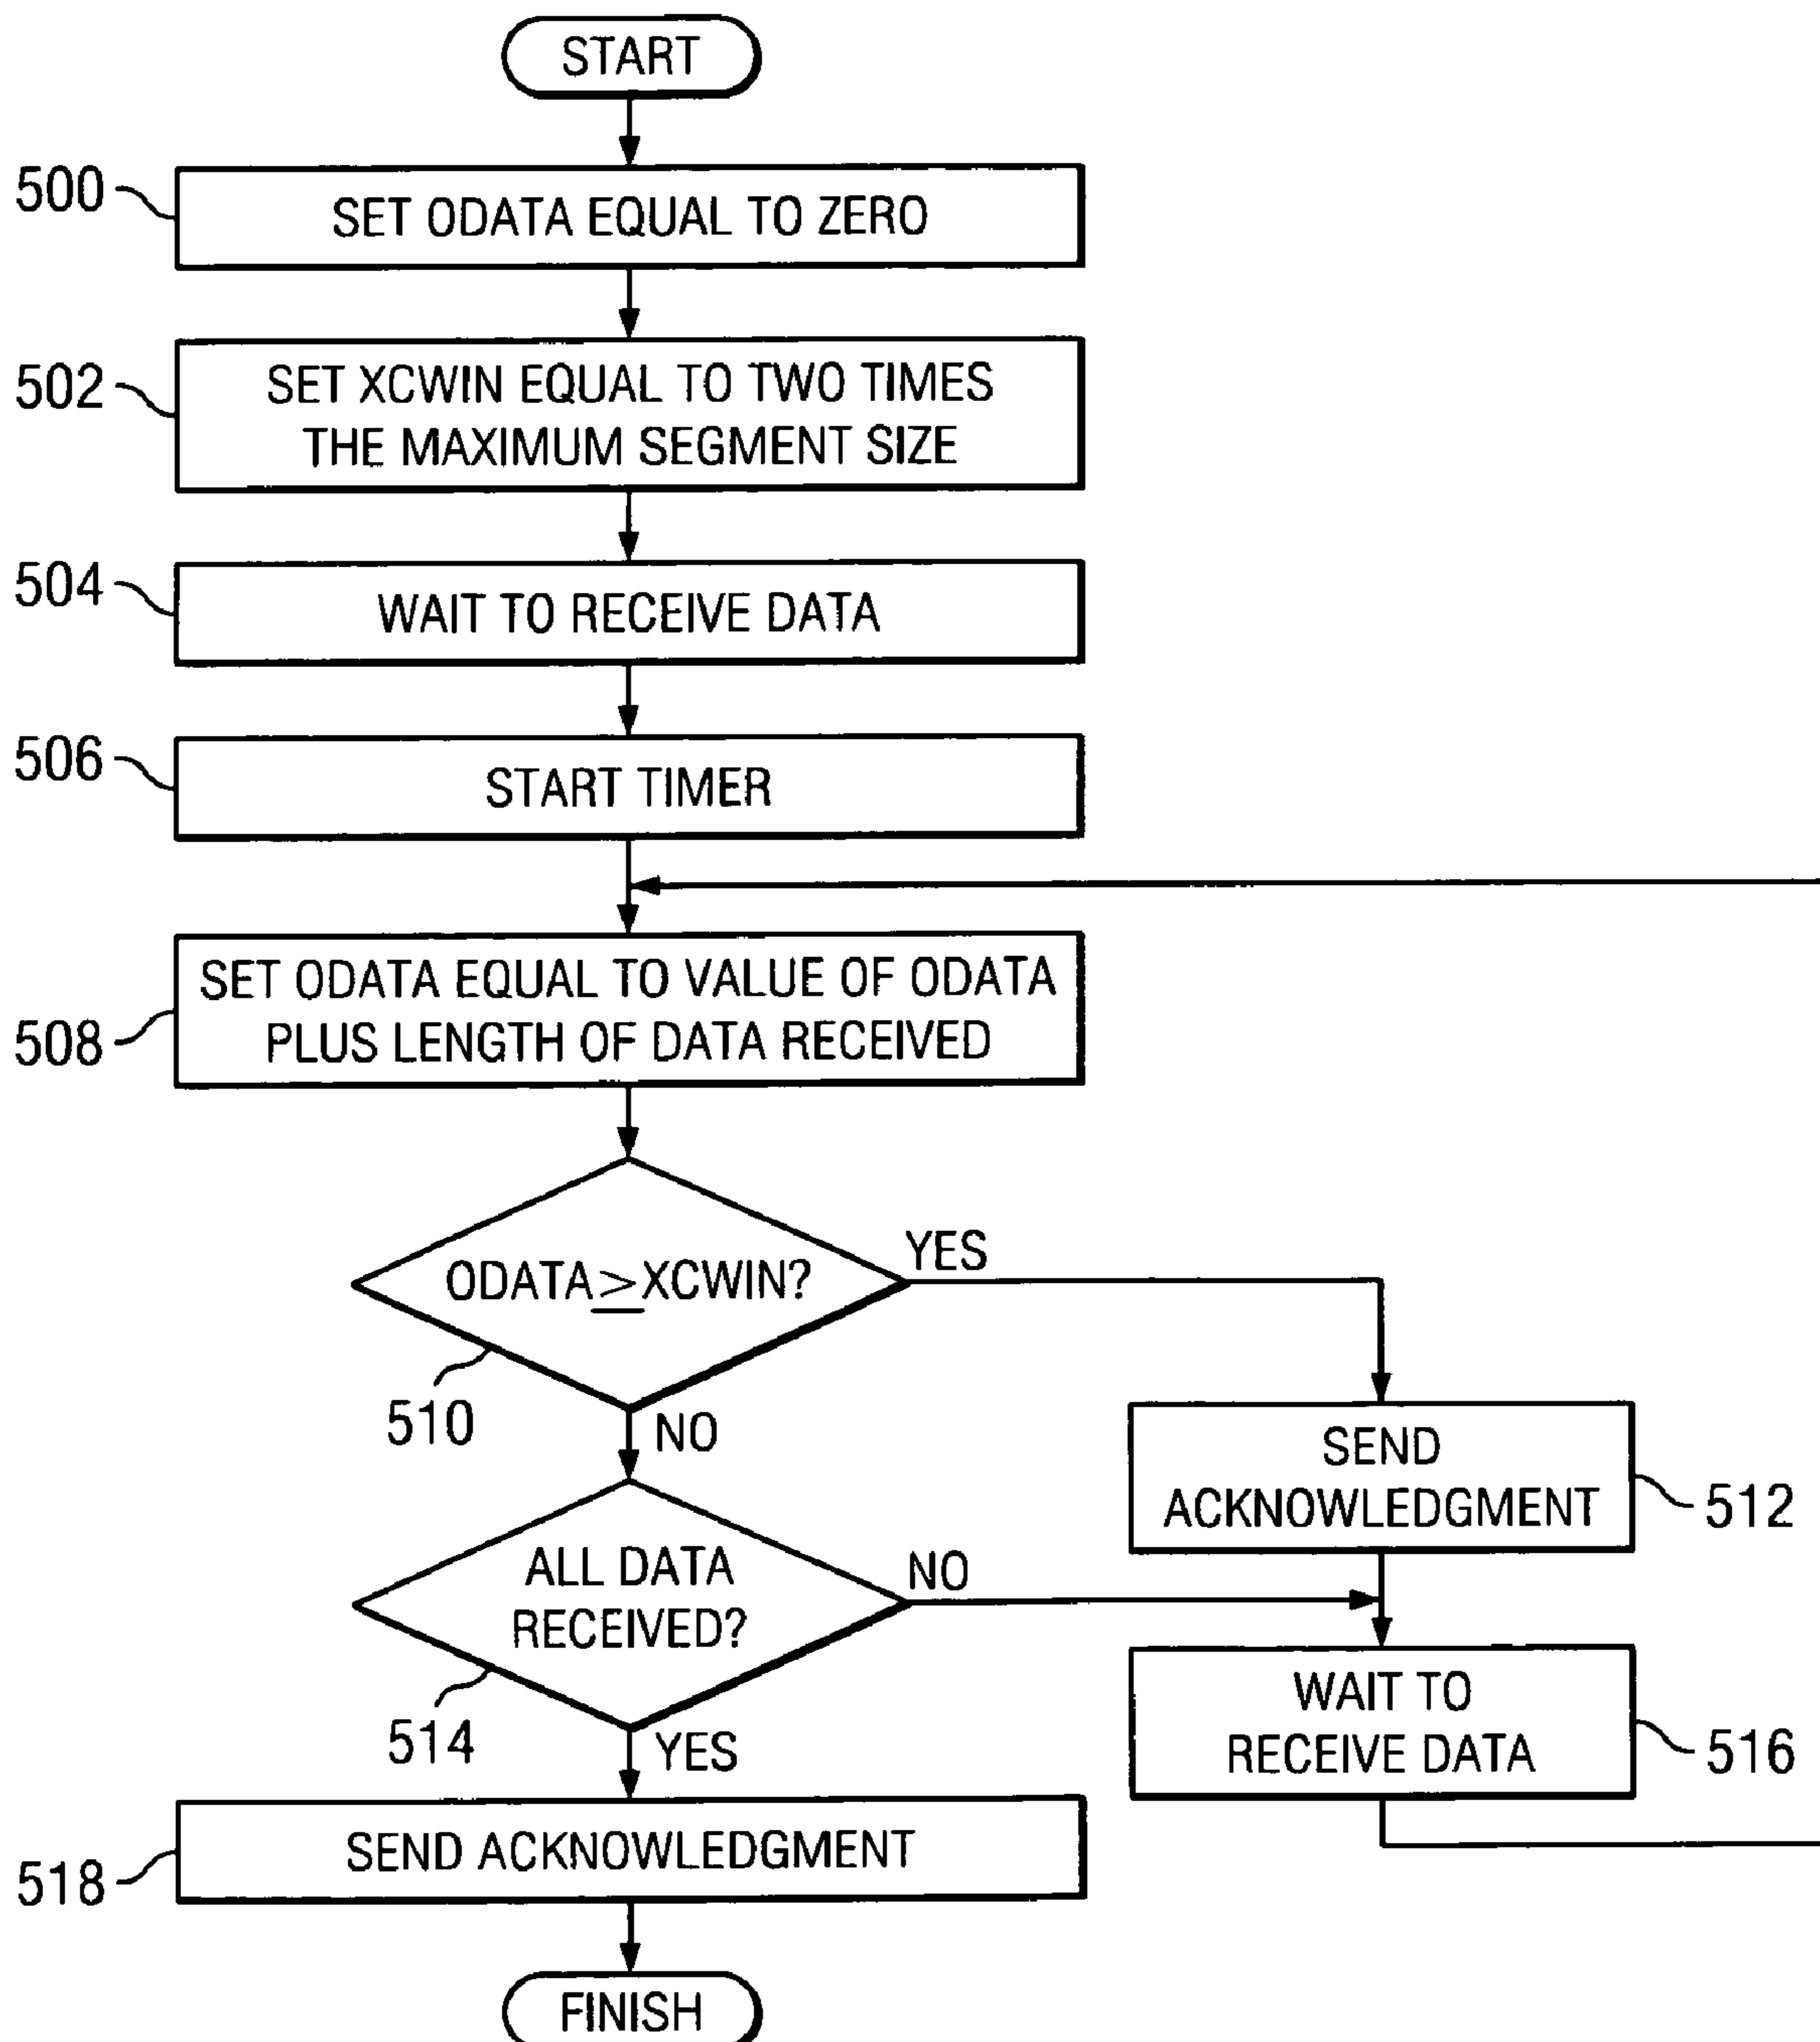 START
500
SET ODATA EQUAL TO ZERO
502
SET XCWIN EQUAL TO TWO TIMES
THE MAXIMUM SEGMENT SIZE
504
WAIT TO RECEIVE DATA
506
START TIMER
508
SET ODATA EQUAL TO VALUE OF ODATA
PLUS LENGTH OF DATA RECEIVED
ODATA≥XCWIN?
YES
510
NO
SEND
ACKNOWLEDGMENT
512
ALL DATA
RECEIVED?
NO
514
YES
WAIT TO
RECEIVE DATA
516
518
SEND ACKNOWLEDGMENT
FINISH